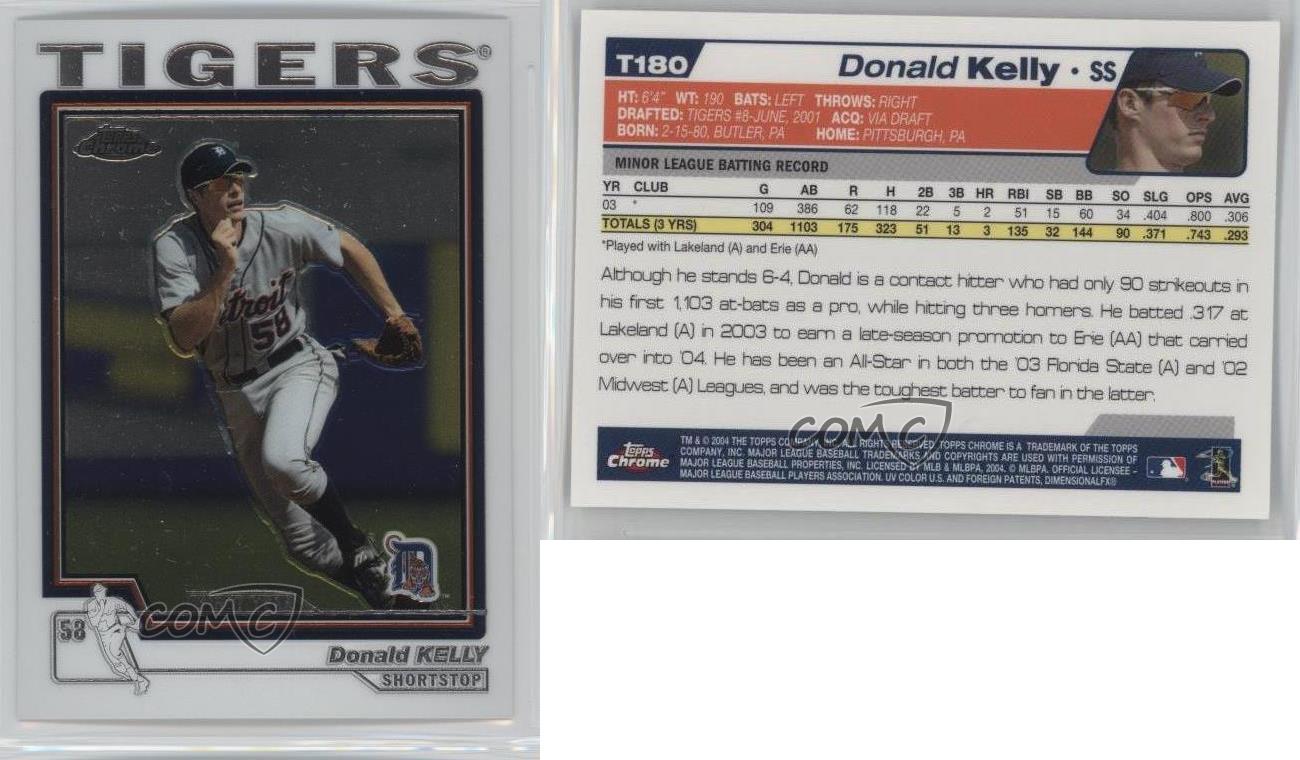 TIGERS®
Topps Chrome
D
Detroit
58
D
™
58
COMC
Donald KELLY
SHORTSTOP
T180
Donald Kelly · SS
HT: 6'4" WT: 190 BATS: LEFT THROWS: RIGHT
DRAFTED: TIGERS #8-JUNE, 2001 ACQ: VIA DRAFT
BORN: 2-15-80, BUTLER, PA HOME: PITTSBURGH, PA
MINOR LEAGUE BATTING RECORD
YR CLUB G AB R H 2B 3B HR RBI SB BB SO SLG OPS AVG
03 * 109 386 62 118 22 5 2 51 15 60 34 .404 .800 .306
TOTALS (3 YRS) 304 1103 175 323 51 13 3 135 32 144 90 .371 .743 .293
*Played with Lakeland (A) and Erie (AA)
Although he stands 6-4, Donald is a contact hitter who had only 90 strikeouts in
his first 1,103 at-bats as a pro, while hitting three homers. He batted .317 at
Lakeland (A) in 2003 to earn a late-season promotion to Erie (AA) that carried
over into '04. He has been an All-Star in both the '03 Florida State (A) and '02
Midwest (A) Leagues, and was the toughest batter to fan in the latter.
COMC
Topps Chrome
TM & © 2004 THE TOPPS COMPANY, INC. ALL RIGHTS RESERVED. TOPPS CHROME IS A TRADEMARK OF THE TOPPS
COMPANY, INC. MAJOR LEAGUE BASEBALL TRADEMARKS AND COPYRIGHTS ARE USED WITH PERMISSION OF
MAJOR LEAGUE BASEBALL PROPERTIES, INC. LICENSED BY MLB & MLBPA, 2004. © MLBPA. OFFICIAL LICENSEE –
MAJOR LEAGUE BASEBALL PLAYERS ASSOCIATION. UV COLOR U.S. AND FOREIGN PATENTS, DIMENSIONALFX®